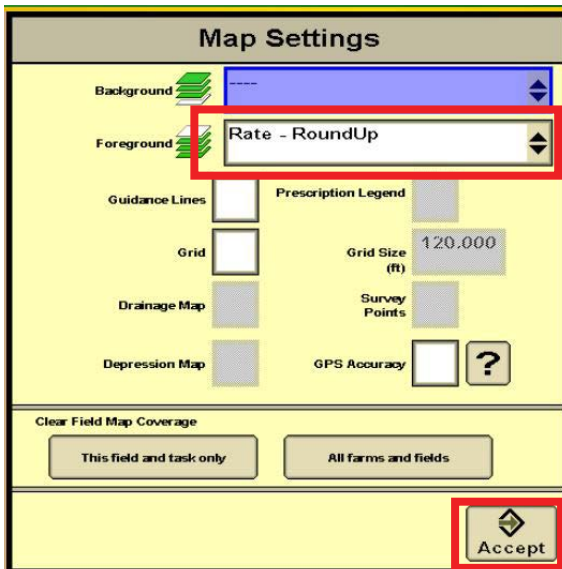 Map Settings
Background ----
Foreground Rate - RoundUp
Guidance Lines Prescription Legend
Grid Grid Size (ft) 120.000
Drainage Map Survey Points
Depression Map GPS Accuracy ?
Clear Field Map Coverage
This field and task only All farms and fields
Accept